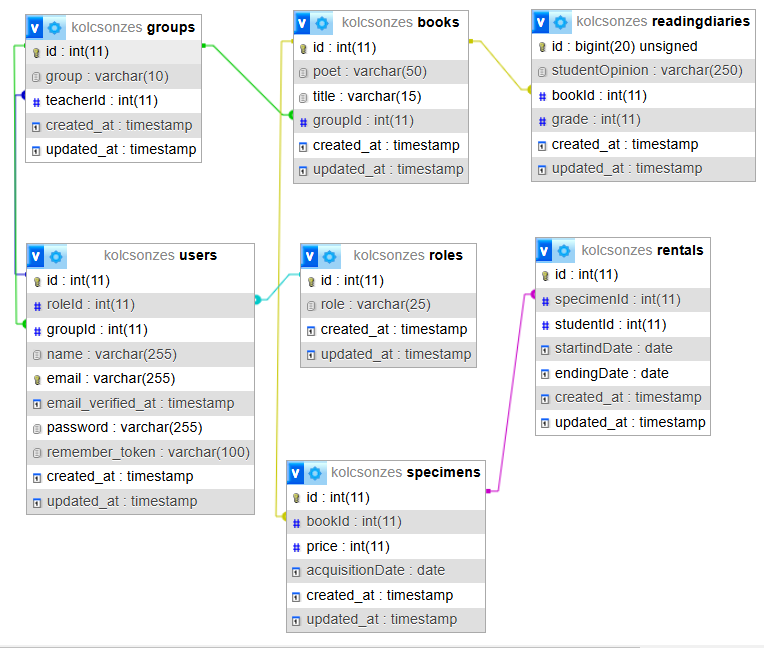 v kolcsonzes groups
id : int(11)
group : varchar(10)
# teacherId : int(11)
created_at : timestamp
updated_at : timestamp
v kolcsonzes books
id : int(11)
poet : varchar(50)
title : varchar(15)
# groupId : int(11)
created_at : timestamp
updated_at : timestamp
v kolcsonzes readingdiaries
id : bigint(20) unsigned
studentOpinion : varchar(250)
# bookId : int(11)
# grade : int(11)
created_at : timestamp
updated_at : timestamp
v kolcsonzes users
id : int(11)
# roleId : int(11)
# groupId : int(11)
name : varchar(255)
email : varchar(255)
email_verified_at : timestamp
password : varchar(255)
remember_token : varchar(100)
created_at : timestamp
updated_at : timestamp
v kolcsonzes roles
id : int(11)
role : varchar(25)
created_at : timestamp
updated_at : timestamp
v kolcsonzes rentals
id : int(11)
# specimenId : int(11)
# studentId : int(11)
startindDate : date
endingDate : date
created_at : timestamp
updated_at : timestamp
v kolcsonzes specimens
id : int(11)
# bookId : int(11)
# price : int(11)
acquisitionDate : date
created_at : timestamp
updated_at : timestamp